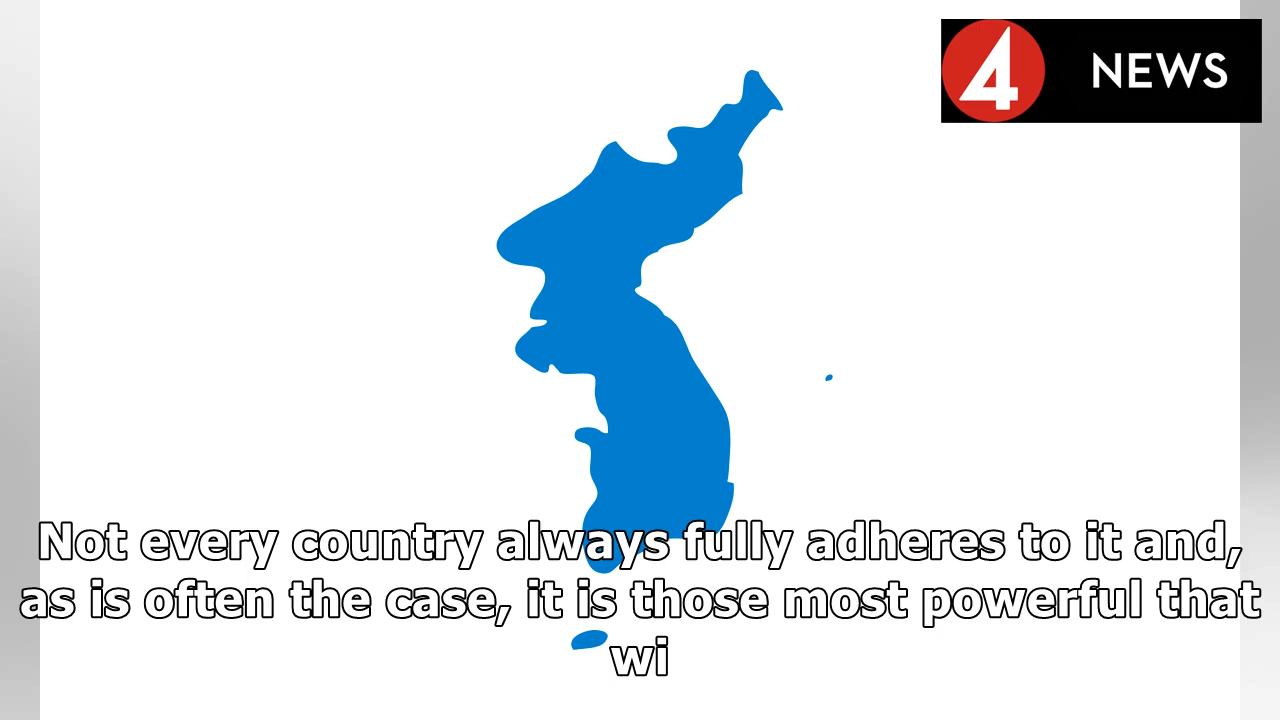 4 NEWS
Not every country always fully adheres to it and,
as is often the case, it is those most powerful that
wi